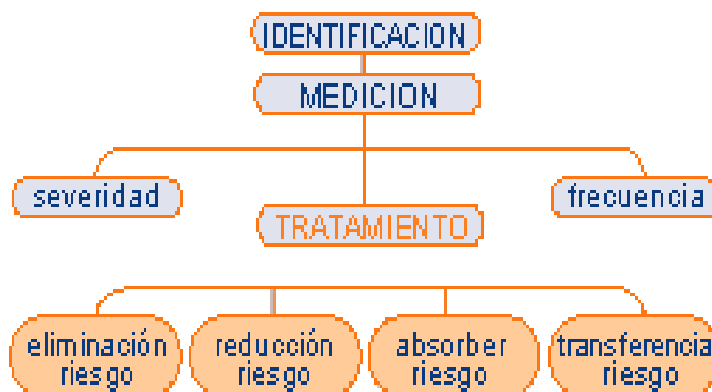 IDENTIFICACION
MEDICION
severidad
frecuencia
TRATAMIENTO
eliminación
riesgo
reducción
riesgo
absorber
riesgo
transferencia
riesgo